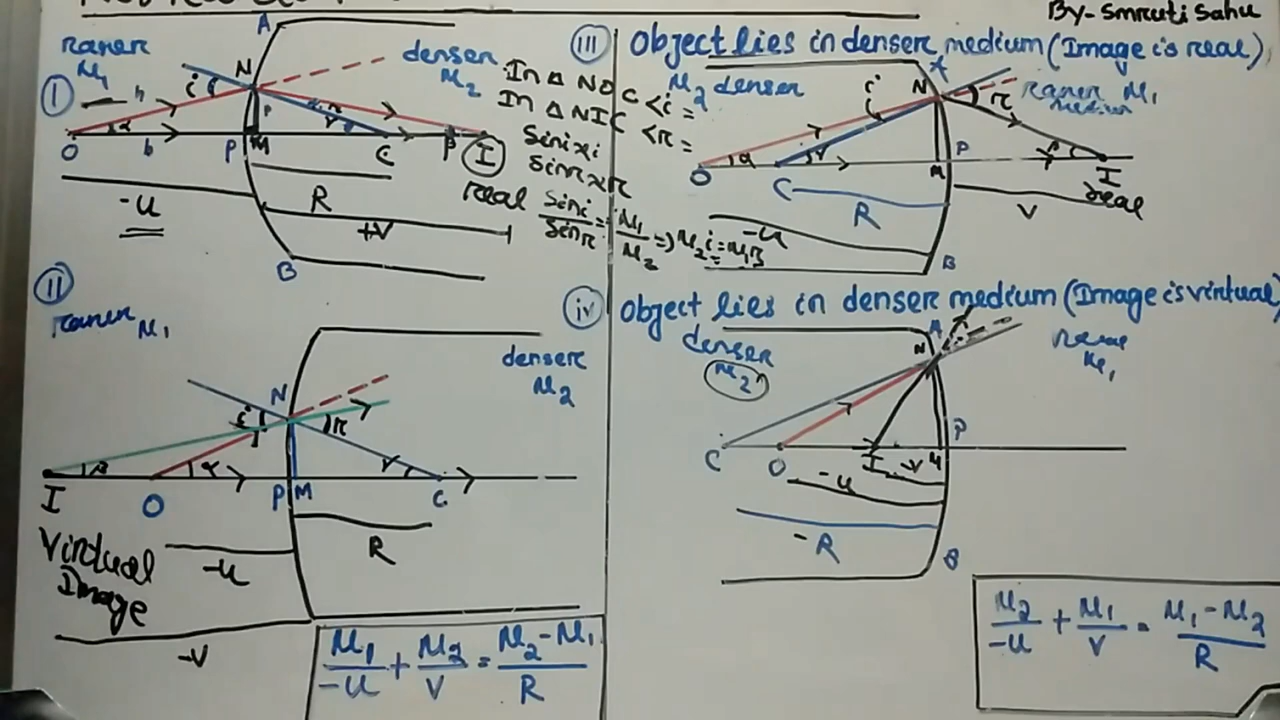 By-Smruti Sahu
I
rarer
μ1
A
denser
μ2
N
i
r
h
α
γ
β
O
b
P
M
C
I
Real
-u
R
+v
B
In △ NOC <i =
In △ NIC <r =
Sin i x i
Sin r x r
Sin i / Sin r = μ1 / μ2 => μ2 i = μ1 r
II
rarer μ1
denser
μ2
N
i
r
β
α
γ
I
O
P M
C
Virtual
Image
-u
R
-v
μ1/-u + μ2/v = μ2-μ1/R
III object lies in denser medium (Image is real)
μ2 denser
A
N
i
i
r
rarer μ1
medium
α
γ
O
C
P
M
I
real
R
v
-u
B
iv object lies in denser medium (Image is virtual)
denser
μ2
A
N
rarer
μ1
P
C
O
I
-v
M
-u
-R
B
μ2/-u + μ1/v = μ1-μ2/R